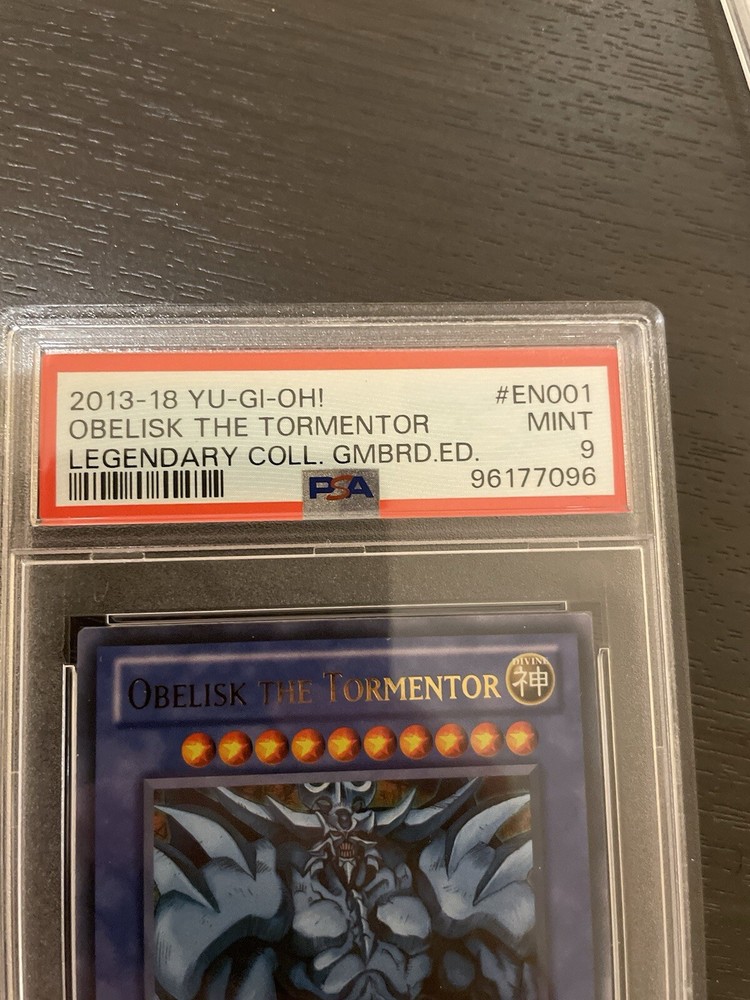 2013-18 YU-GI-OH! #EN001
OBELISK THE TORMENTOR MINT
LEGENDARY COLL. GMBRD.ED. 9
PSA 96177096
OBELISK THE TORMENTOR
DIVINE
神